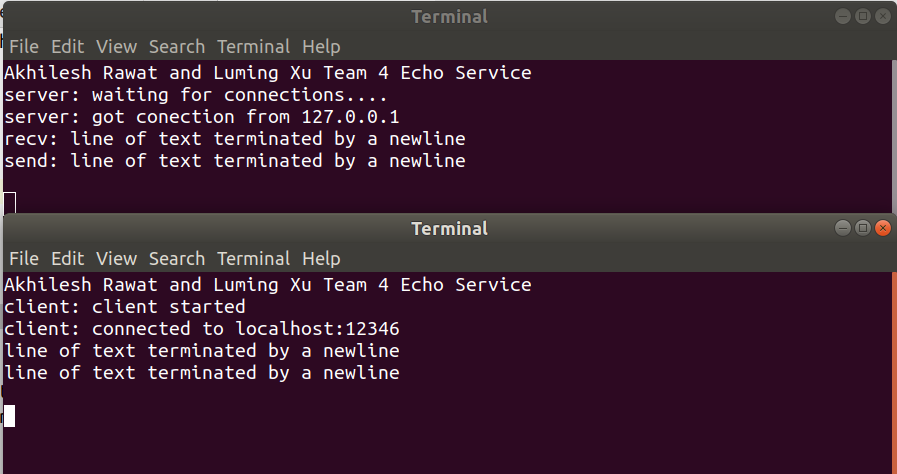 Terminal
File Edit View Search Terminal Help
Akhilesh Rawat and Luming Xu Team 4 Echo Service
server: waiting for connections....
server: got conection from 127.0.0.1
recv: line of text terminated by a newline
send: line of text terminated by a newline
Terminal
File Edit View Search Terminal Help
Akhilesh Rawat and Luming Xu Team 4 Echo Service
client: client started
client: connected to localhost:12346
line of text terminated by a newline
line of text terminated by a newline